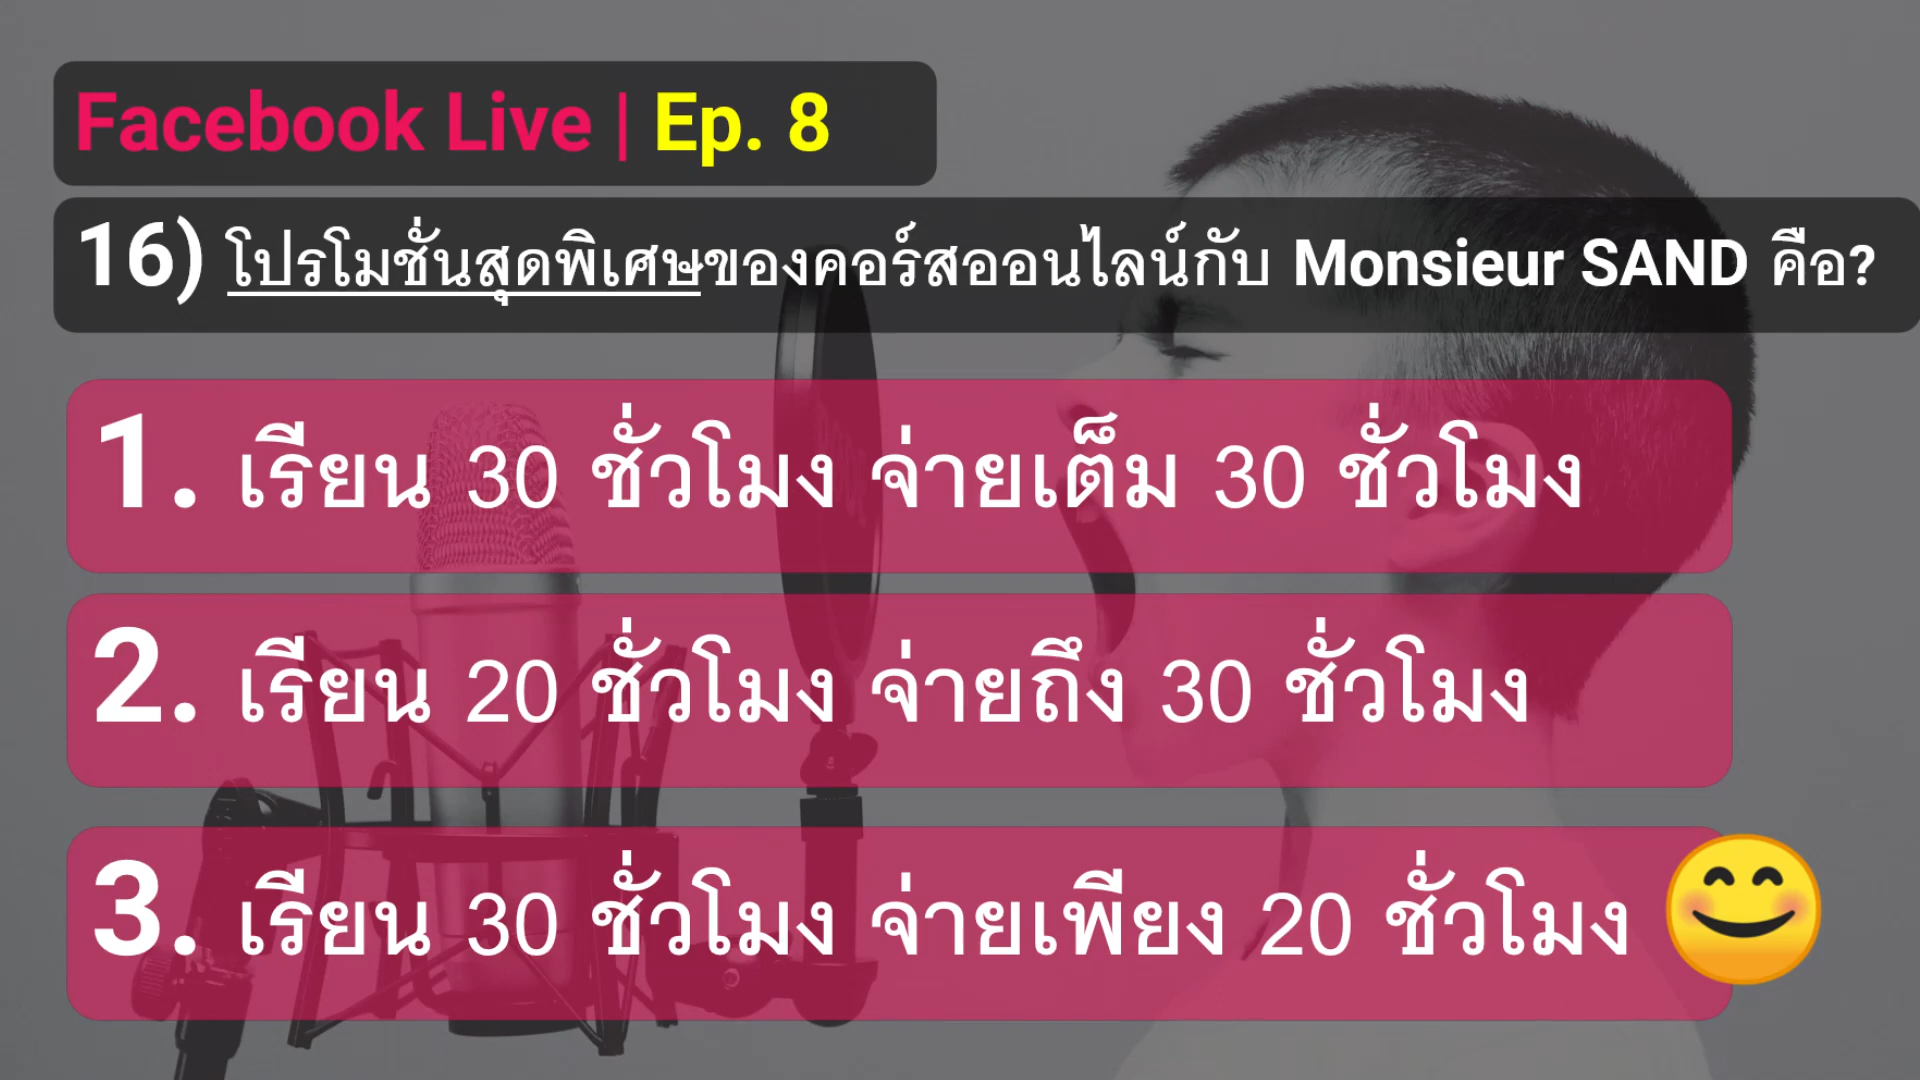 Facebook Live | Ep. 8
16) โปรโมชั่นสุดพิเศษของคอร์สออนไลน์กับ Monsieur SAND คือ?
1. เรียน 30 ชั่วโมง จ่ายเต็ม 30 ชั่วโมง
2. เรียน 20 ชั่วโมง จ่ายถึง 30 ชั่วโมง
3. เรียน 30 ชั่วโมง จ่ายเพียง 20 ชั่วโมง